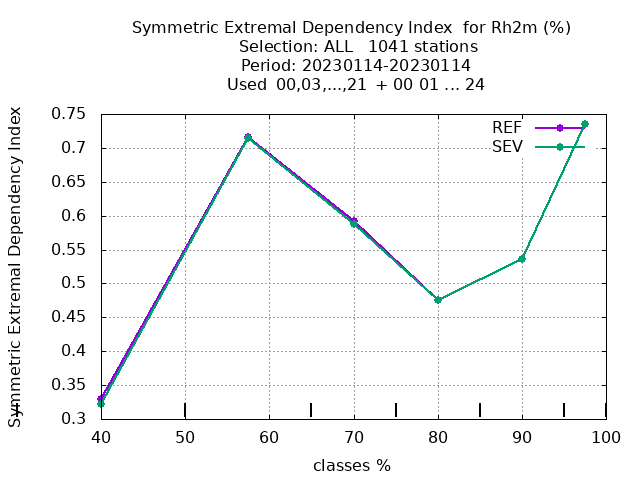 Symmetric Extremal Dependency Index  for Rh2m (%)
Selection: ALL   1041 stations
Period: 20230114-20230114
Used  00,03,...,21  + 00 01 ... 24
Symmetric Extremal Dependency Index
0.75
0.7
0.65
0.6
0.55
0.5
0.45
0.4
0.35
0.3
REF
SEV
40 50 60 70 80 90 100
classes %